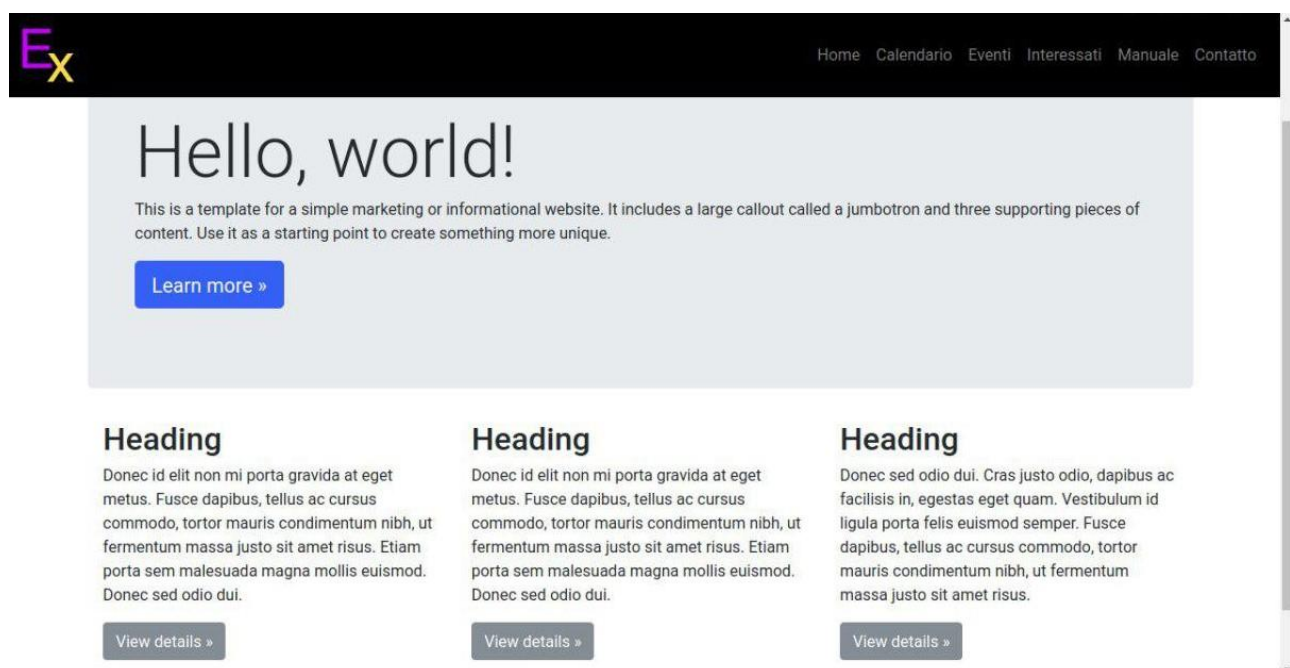 Ex
Home Calendario Eventi Interessati Manuale Contatto
Hello, world!
This is a template for a simple marketing or informational website. It includes a large callout called a jumbotron and three supporting pieces of
content. Use it as a starting point to create something more unique.
Learn more »
Heading
Donec id elit non mi porta gravida at eget
metus. Fusce dapibus, tellus ac cursus
commodo, tortor mauris condimentum nibh, ut
fermentum massa justo sit amet risus. Etiam
porta sem malesuada magna mollis euismod.
Donec sed odio dui.
View details »
Heading
Donec id elit non mi porta gravida at eget
metus. Fusce dapibus, tellus ac cursus
commodo, tortor mauris condimentum nibh, ut
fermentum massa justo sit amet risus. Etiam
porta sem malesuada magna mollis euismod.
Donec sed odio dui.
View details »
Heading
Donec sed odio dui. Cras justo odio, dapibus ac
facilisis in, egestas eget quam. Vestibulum id
ligula porta felis euismod semper. Fusce
dapibus, tellus ac cursus commodo, tortor
mauris condimentum nibh, ut fermentum
massa justo sit amet risus.
View details »